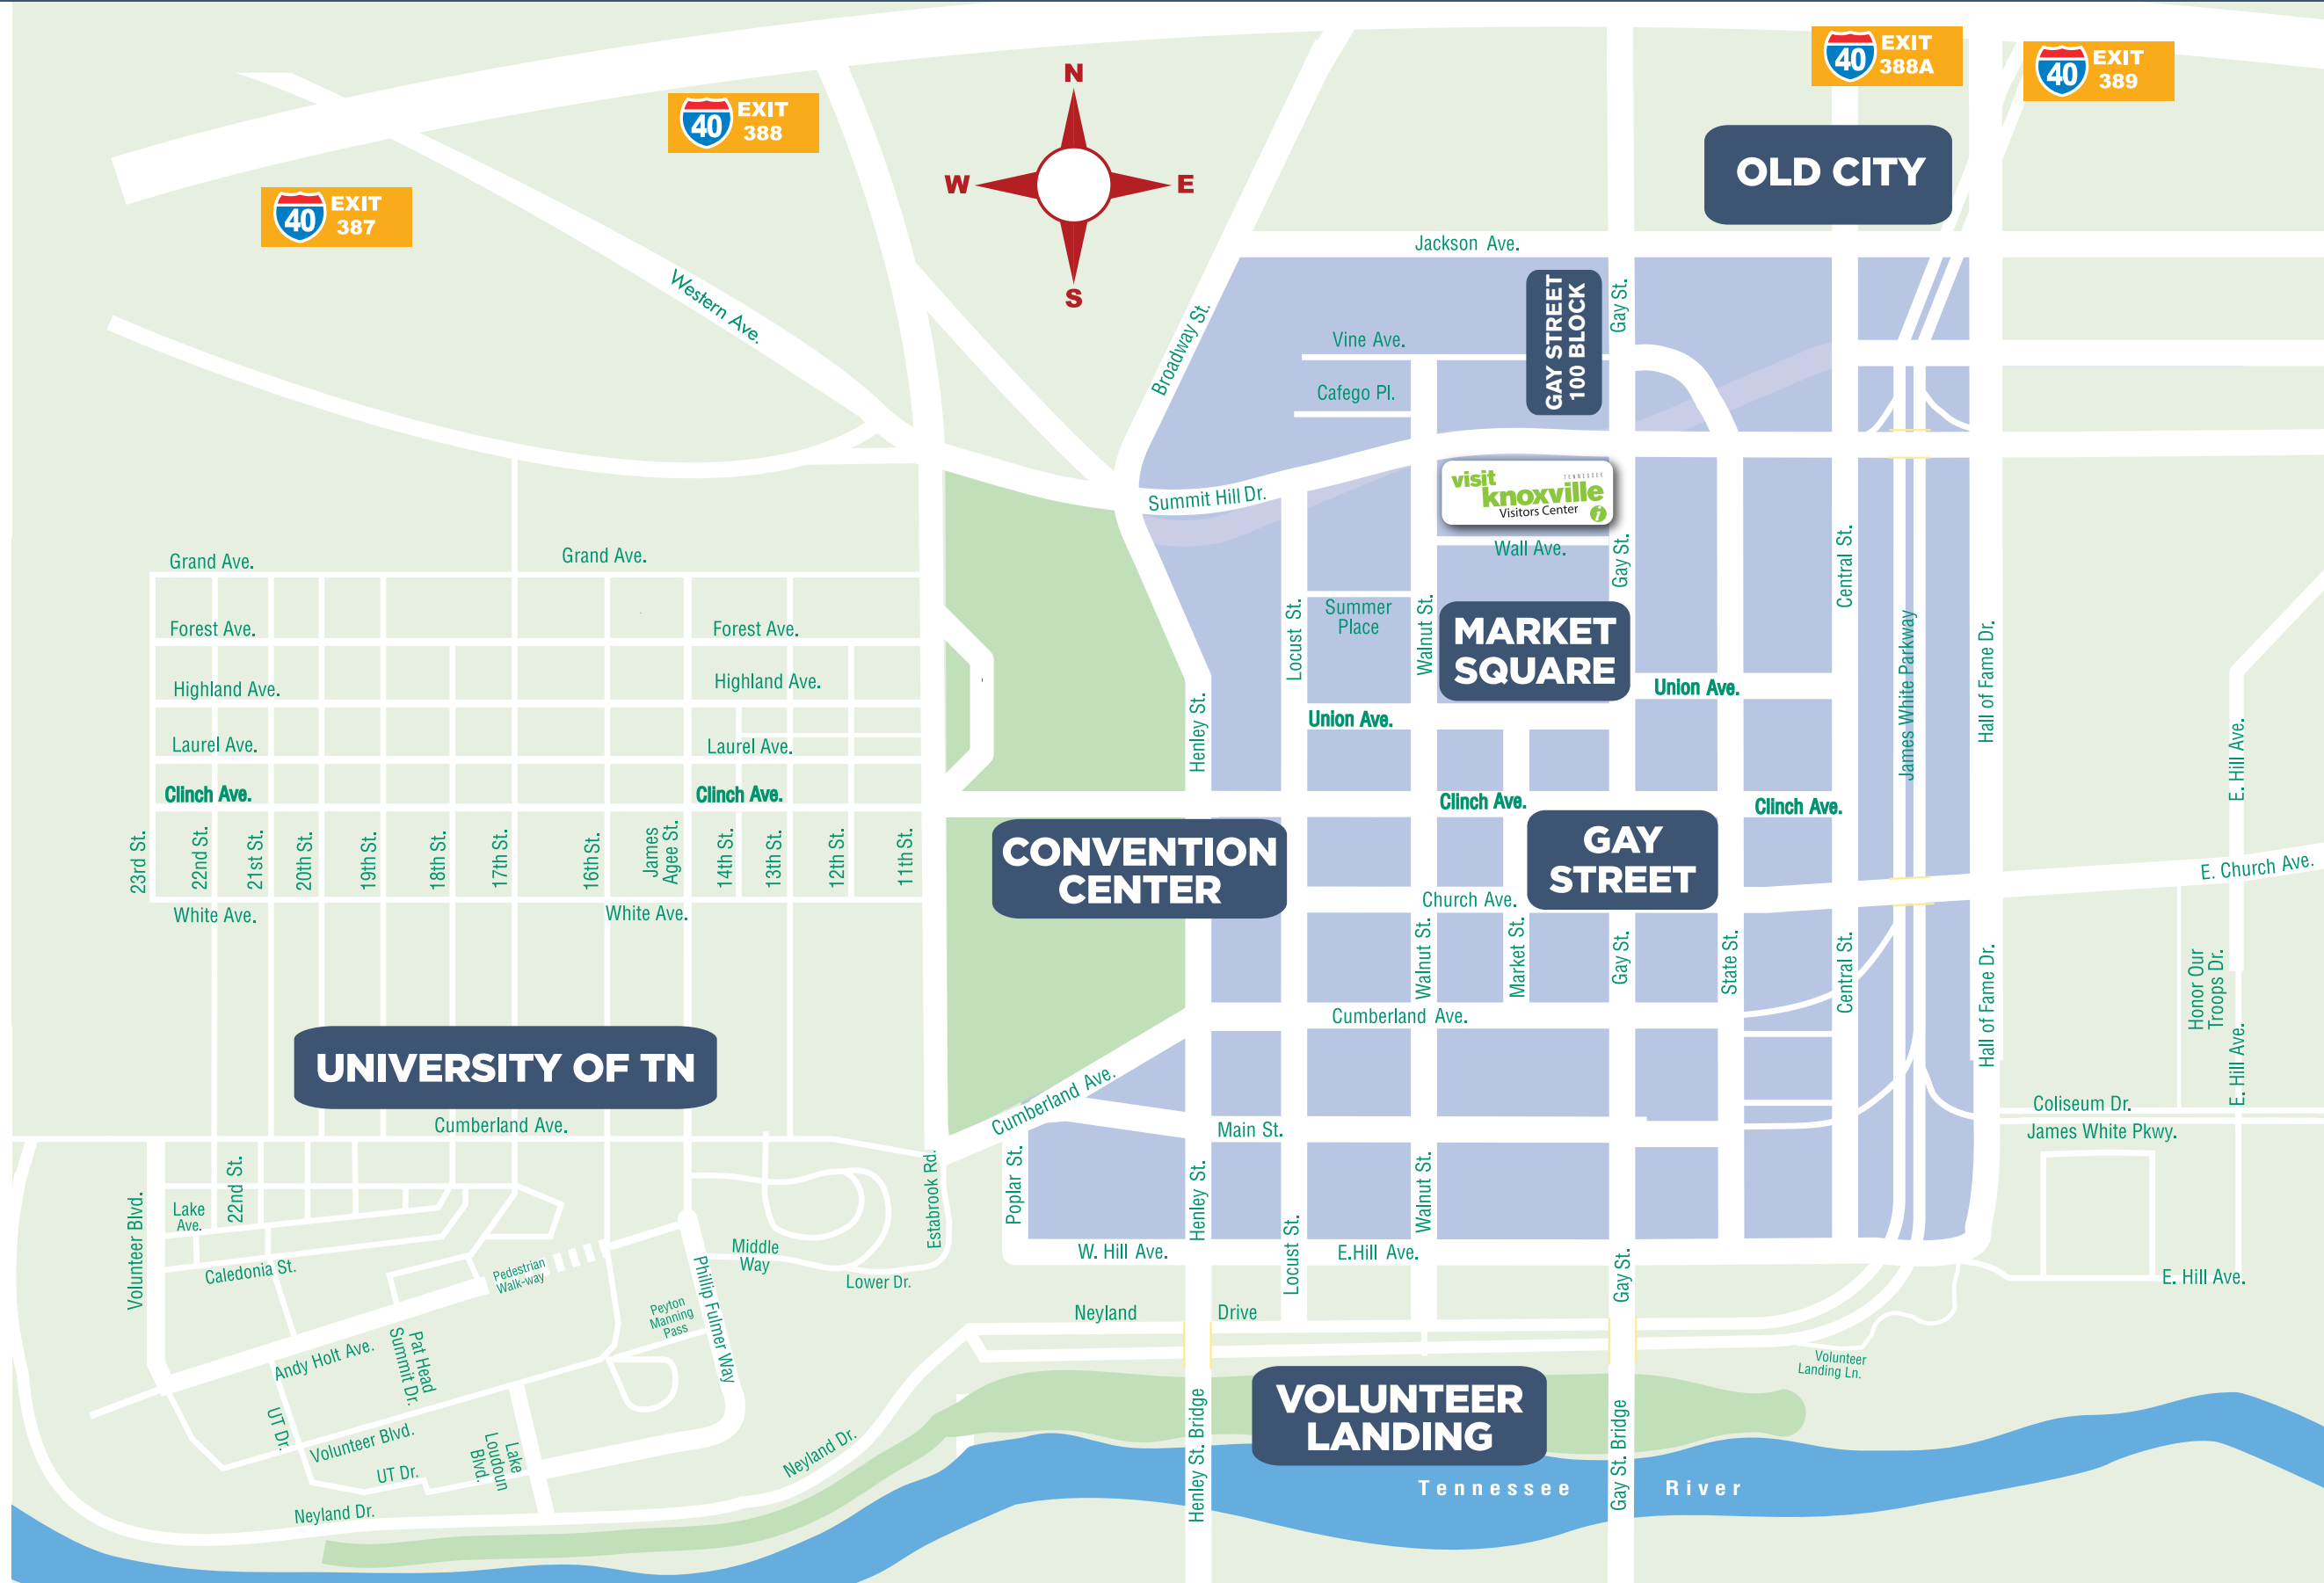 40
EXIT
388A
40
EXIT
389
N
40
EXIT
388
W
E
S
OLD CITY
40
EXIT
387
Jackson Ave.
Western Ave.
Broadway St.
Vine Ave.
Cafego Pl.
GAY STREET
100 BLOCK
Gay St.
Summit Hill Dr.
visit
TENNESSEE
knoxville
Visitors Center
i
Wall Ave.
Gay St.
Central St.
Grand Ave.
Grand Ave.
Forest Ave.
Forest Ave.
Locust St.
Summer
Place
Walnut St.
MARKET
SQUARE
James White Parkway
Hall of Fame Dr.
Highland Ave.
Highland Ave.
Union Ave.
Union Ave.
Henley St.
E. Hill Ave.
Laurel Ave.
Laurel Ave.
Clinch Ave.
Clinch Ave.
Clinch Ave.
Clinch Ave.
23rd St.
22nd St.
21st St.
20th St.
19th St.
18th St.
17th St.
16th St.
James
Agee St.
14th St.
13th St.
12th St.
11th St.
CONVENTION
CENTER
GAY
STREET
E. Church Ave.
White Ave.
White Ave.
Church Ave.
Walnut St.
Market St.
Gay St.
State St.
Central St.
Hall of Fame Dr.
Honor Our
Troops Dr.
E. Hill Ave.
Cumberland Ave.
UNIVERSITY OF TN
Cumberland Ave.
Cumberland Ave.
Coliseum Dr.
James White Pkwy.
Main St.
Volunteer Blvd.
Lake
Ave.
22nd St.
Estabrook Rd.
Poplar St.
Henley St.
Locust St.
Walnut St.
Gay St.
W. Hill Ave.
E.Hill Ave.
E. Hill Ave.
Caledonia St.
Pedestrian
Walk-way
Middle
Way
Lower Dr.
Phillip Fulmer Way
Peyton
Manning
Pass
Neyland
Drive
Andy Holt Ave.
Pat Head
Summit Dr.
Volunteer
Landing Ln.
VOLUNTEER
LANDING
Henley St. Bridge
Gay St. Bridge
UT Dr.
Volunteer Blvd.
UT Dr.
Lake
Loudoun
Blvd.
Neyland Dr.
Neyland Dr.
Tennessee
River